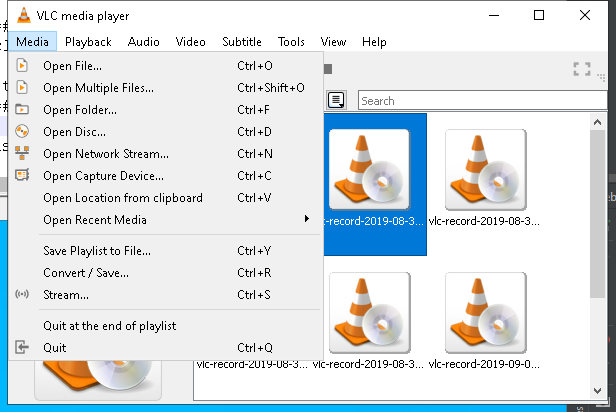 VLC media player
Media Playback Audio Video Subtitle Tools View Help
Open File... Ctrl+O
Open Multiple Files... Ctrl+Shift+O
Open Folder... Ctrl+F
Open Disc... Ctrl+D
Open Network Stream... Ctrl+N
Open Capture Device... Ctrl+C
Open Location from clipboard Ctrl+V
Open Recent Media
Save Playlist to File... Ctrl+Y
Convert / Save... Ctrl+R
Stream... Ctrl+S
Quit at the end of playlist
Quit Ctrl+Q
Search
vlc-record-2019-08-3... vlc-record-2019-08-3...
vlc-record-2019-08-3... vlc-record-2019-08-3... vlc-record-2019-09-0...